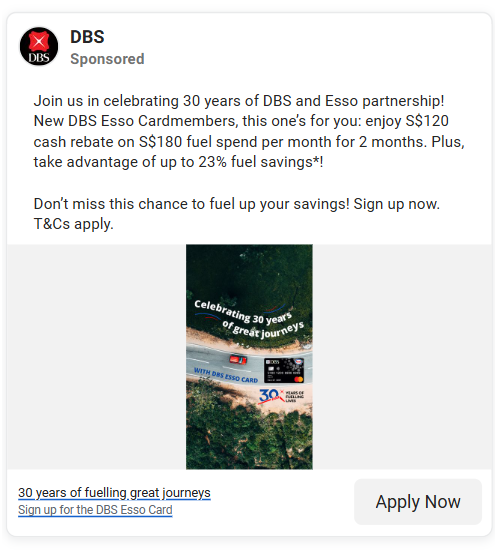 DBS
DBS
Sponsored
Join us in celebrating 30 years of DBS and Esso partnership!
New DBS Esso Cardmembers, this one’s for you: enjoy S$120
cash rebate on S$180 fuel spend per month for 2 months. Plus,
take advantage of up to 23% fuel savings*!
Don’t miss this chance to fuel up your savings! Sign up now.
T&Cs apply.
Celebrating 30 years
of great journeys
DBS
WITH DBS ESSO CARD
30 YEARS OF
FUELLING
LIVES
30 years of fuelling great journeys
Sign up for the DBS Esso Card
Apply Now